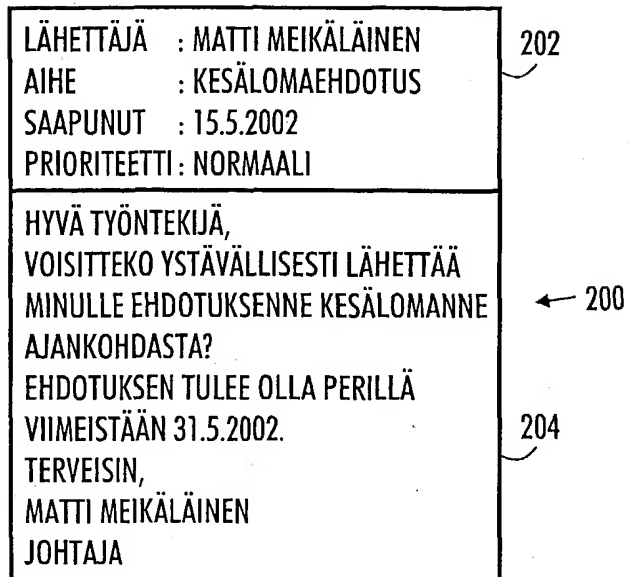 LÄHETTÄJÄ : MATTI MEIKÄLÄINEN
202
AIHE : KESÄLOMAEHDOTUS
SAAPUNUT : 15.5.2002
PRIORITEETTI : NORMAALI
HYVÄ TYÖNTEKIJÄ,
VOISITTEKO YSTÄVÄLLISESTI LÄHETTÄÄ
MINULLE EHDOTUKSENNE KESÄLOMANNE
200
AJANKOHDASTA?
EHDOTUKSEN TULEE OLLA PERILLÄ
VIIMEISTÄÄN 31.5.2002.
204
TERVEISIN,
MATTI MEIKÄLÄINEN
JOHTAJA